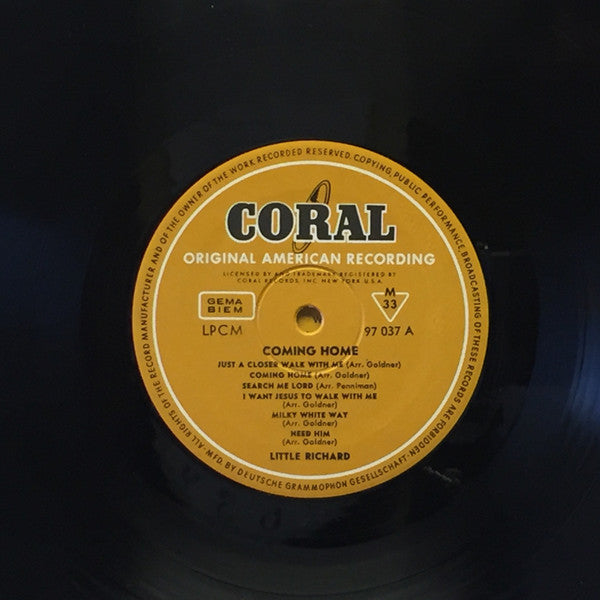 ALL RIGHTS OF THE RECORD MANUFACTURER AND OF THE OWNER OF THE WORK RECORDED RESERVED. COPYING, PUBLIC PERFORMANCE, BROADCASTING OF THESE RECORDS ARE FORBIDDEN
CORAL
ORIGINAL AMERICAN RECORDING
LICENSED BY AND TRADEMARK REGISTERED BY
CORAL RECORDS, INC. NEW YORK U.S.A.
GEMA
BIEM
M
33
LPCM
97 037 A
COMING HOME
JUST A CLOSER WALK WITH ME (Arr. Goldner)
COMING HOME (Arr. Goldner)
SEARCH ME LORD (Arr. Penniman)
I WANT JESUS TO WALK WITH ME
(Arr. Goldner)
MILKY WHITE WAY
(Arr. Goldner)
NEED HIM
(Arr. Goldner)
LITTLE RICHARD
MFD. BY DEUTSCHE GRAMMOPHON GESELLSCHAFT